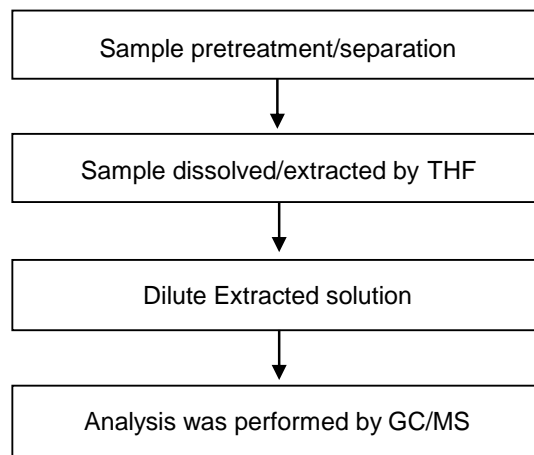 Sample pretreatment/separation
Sample dissolved/extracted by THF
Dilute Extracted solution
Analysis was performed by GC/MS